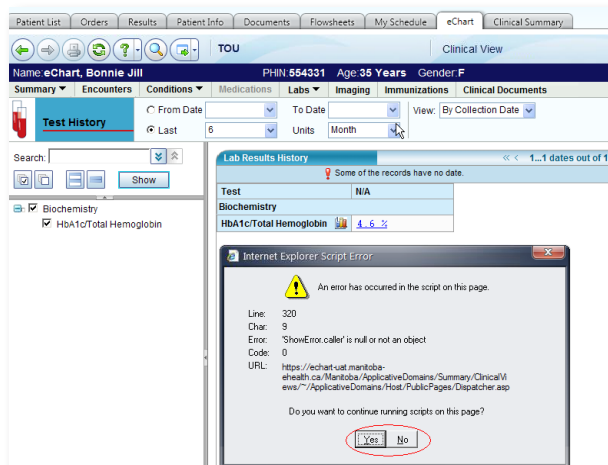 Patient List Orders Results Patient Info Documents Flowsheets My Schedule eChart Clinical Summary
TOU Clinical View
Name:eChart, Bonnie Jill PHIN:554331 Age:35 Years Gender:F
Summary Encounters Conditions Medications Labs Imaging Immunizations Clinical Documents
Test History
From Date To Date View: By Collection Date
Last 6 Units Month
Search:
Show
Biochemistry
HbA1c/Total Hemoglobin
Lab Results History << < 1...1 dates out of 1
Some of the records have no date.
Test N/A
Biochemistry
HbA1c/Total Hemoglobin 4.6 %
Internet Explorer Script Error
An error has occurred in the script on this page.
Line: 320
Char: 9
Error: 'ShowError.caller' is null or not an object
Code: 0
URL: https://echart-uat.manitoba-
ehealth.ca/Manitoba/ApplicativeDomains/Summary/ClinicalVi
ews/~/ApplicativeDomains/Host/PublicPages/Dispatcher.asp
Do you want to continue running scripts on this page?
Yes No